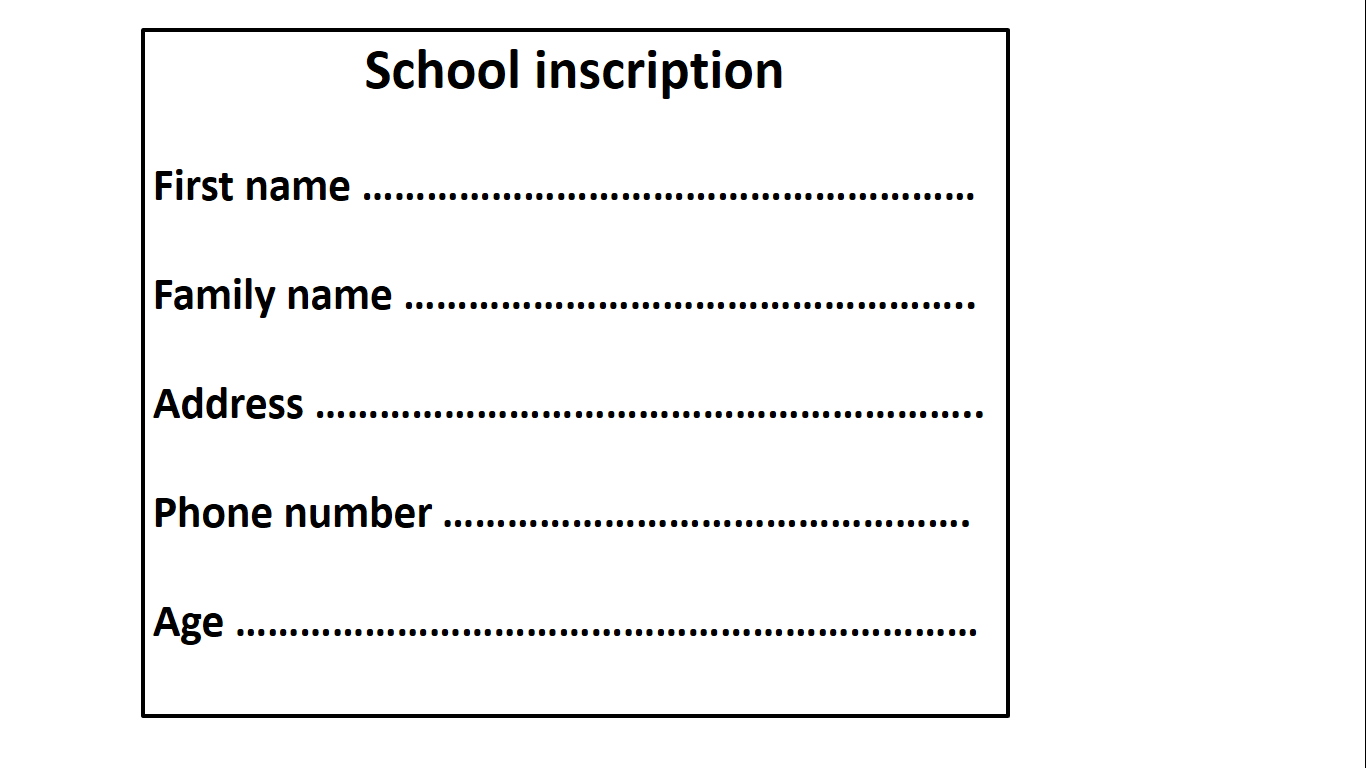 School inscription
First name ………………………………………………
Family name …………………………………………..
Address …………………………………………………..
Phone number ……………………………………….
Age …………………………………………………………